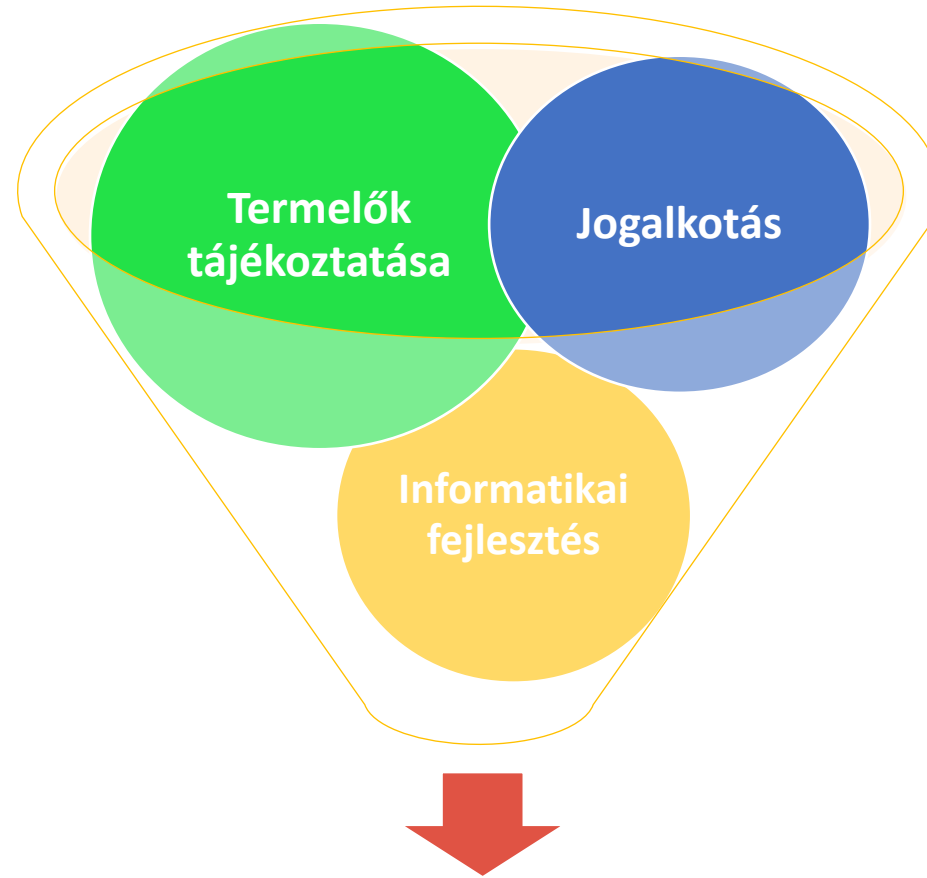 Termelők
tájékoztatása
Jogalkotás
Informatikai
fejlesztés